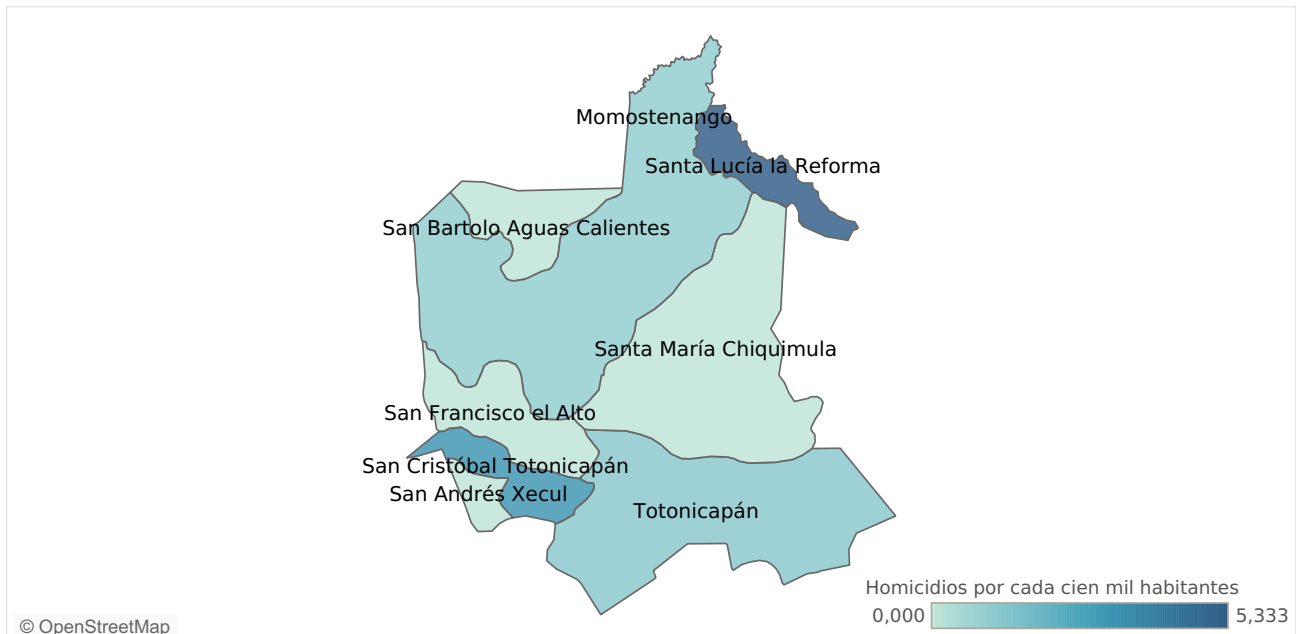 Momostenango
Santa Lucía la Reforma
San Bartolo Aguas Calientes
Santa María Chiquimula
San Francisco el Alto
San Cristóbal Totonicapán
San Andrés Xecul
Totonicapán
Homicidios por cada cien mil habitantes
0,000 5,333
© OpenStreetMap